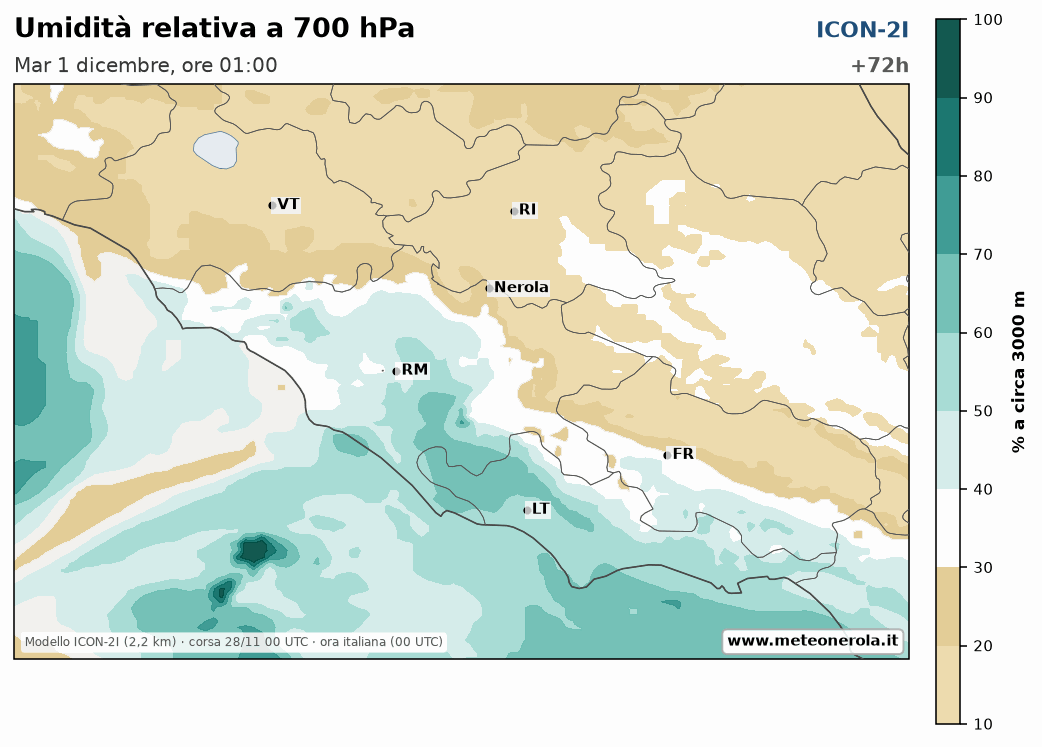 Umidità relativa a 700 hPa
ICON-2I
Mar 1 dicembre, ore 01:00
+72h
100
90
80
70
60
50
40
30
20
10
% a circa 3000 m
VT
RI
Nerola
RM
FR
LT
Modello ICON-2I (2,2 km) · corsa 28/11 00 UTC · ora italiana (00 UTC)
www.meteonerola.it